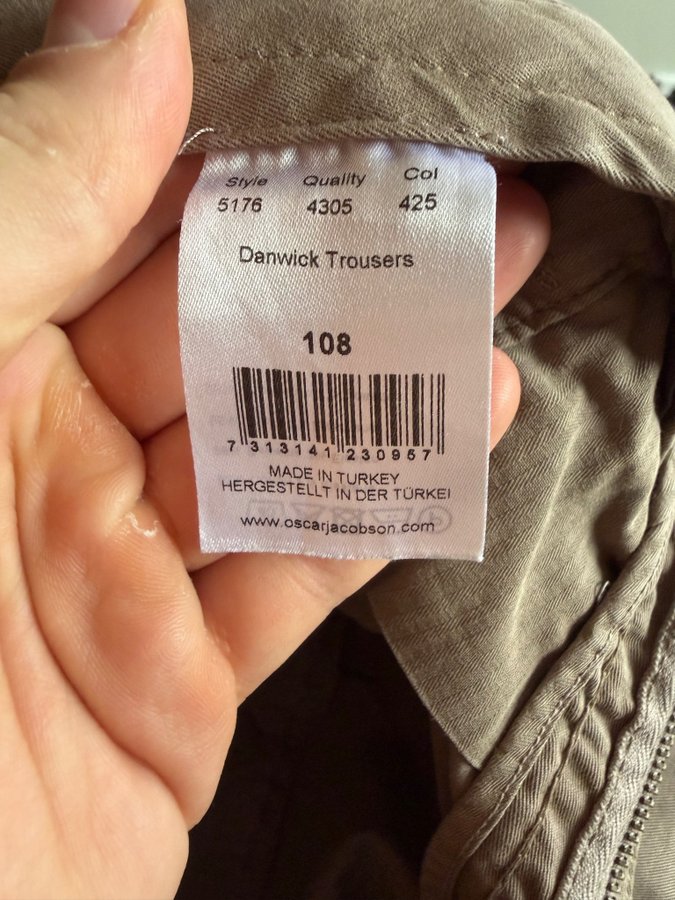 Style Quality Col
5176 4305 425
Danwick Trousers
108
7 313141 230957
MADE IN TURKEY
HERGESTELLT IN DER TÜRKEI
www.oscarjacobson.com